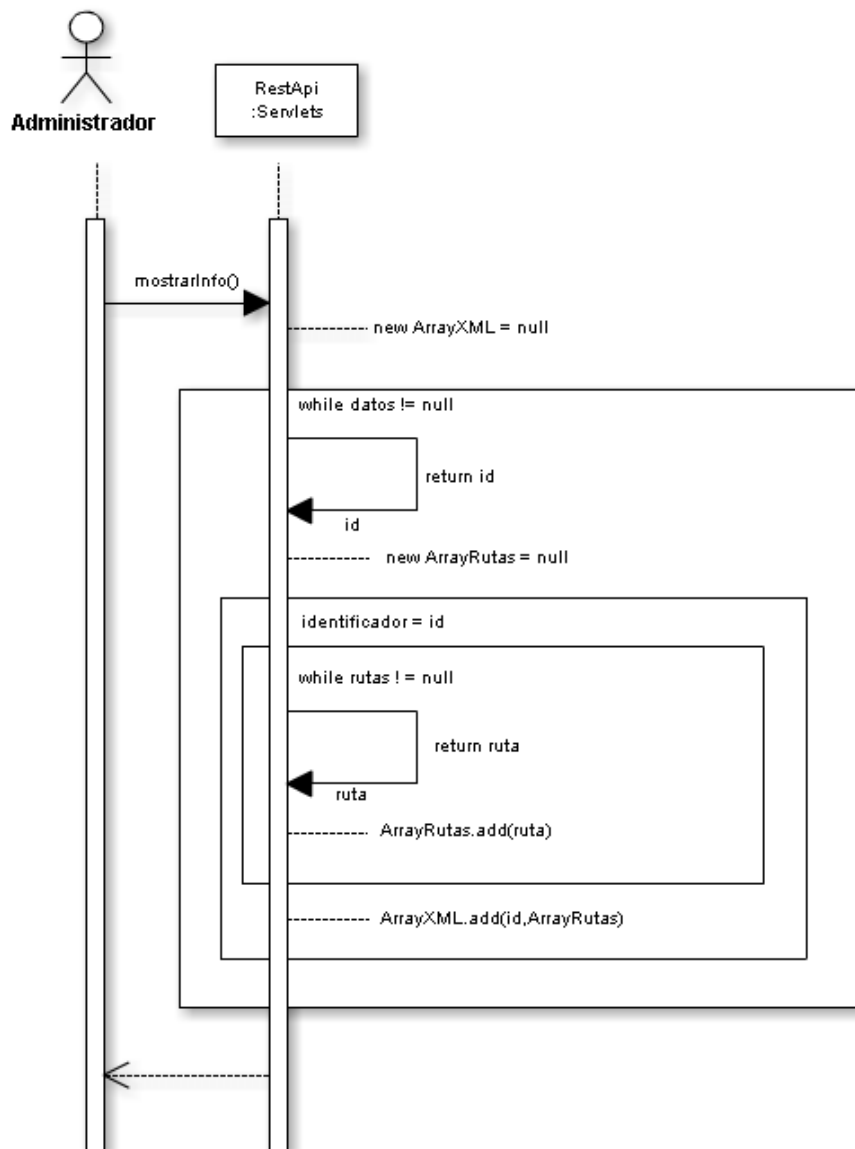 Administrador
RestApi
:Servlets
mostrarInfo()
new ArrayXML = null
while datos != null
return id
id
new ArrayRutas = null
identificador = id
while rutas ! = null
return ruta
ruta
ArrayRutas.add(ruta)
ArrayXML.add(id,ArrayRutas)